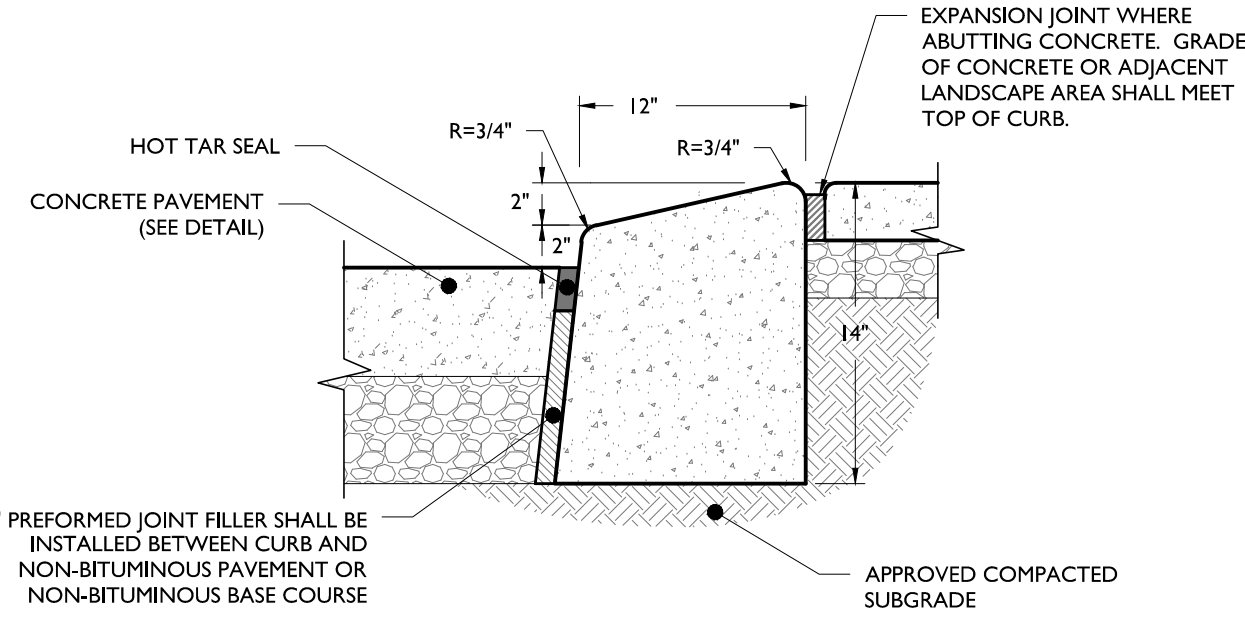 EXPANSION JOINT WHERE
ABUTTING CONCRETE. GRADE
OF CONCRETE OR ADJACENT
LANDSCAPE AREA SHALL MEET
TOP OF CURB.
12"
R=3/4"
R=3/4"
HOT TAR SEAL
CONCRETE PAVEMENT
(SEE DETAIL)
2"
2"
14"
" PREFORMED JOINT FILLER SHALL BE
INSTALLED BETWEEN CURB AND
NON-BITUMINOUS PAVEMENT OR
NON-BITUMINOUS BASE COURSE
APPROVED COMPACTED
SUBGRADE